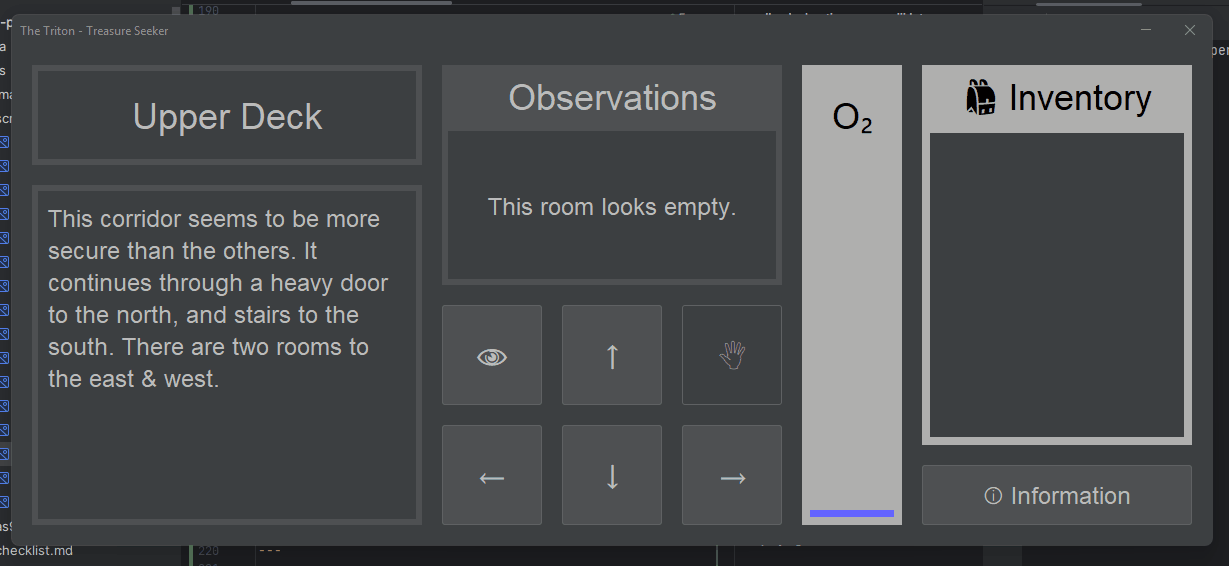 190
The Triton - Treasure Seeker
Upper Deck
This corridor seems to be more
secure than the others. It
continues through a heavy door
to the north, and stairs to the
south. There are two rooms to
the east & west.
Observations
This room looks empty.
↑
← ↓ →
O₂
Inventory
Information
checklist.md
220
---